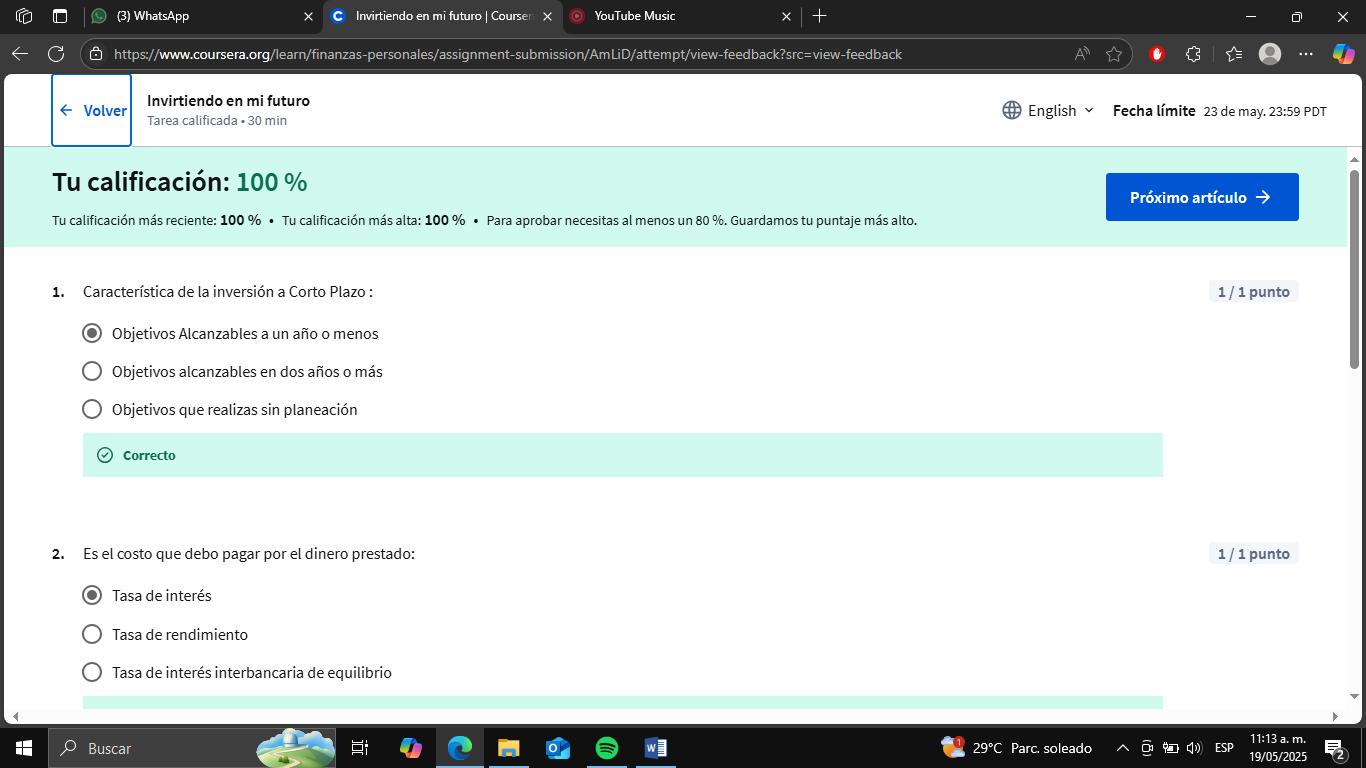 (3) WhatsApp
Invirtiendo en mi futuro | Courser
YouTube Music
https://www.coursera.org/learn/finanzas-personales/assignment-submission/AmLiD/attempt/view-feedback?src=view-feedback
Volver
Invirtiendo en mi futuro
Tarea calificada • 30 min
English
Fecha límite 23 de may. 23:59 PDT
Tu calificación: 100 %
Tu calificación más reciente: 100 % • Tu calificación más alta: 100 % • Para aprobar necesitas al menos un 80 %. Guardamos tu puntaje más alto.
Próximo artículo
1. Característica de la inversión a Corto Plazo :
1 / 1 punto
Objetivos Alcanzables a un año o menos
Objetivos alcanzables en dos años o más
Objetivos que realizas sin planeación
Correcto
2. Es el costo que debo pagar por el dinero prestado:
1 / 1 punto
Tasa de interés
Tasa de rendimiento
Tasa de interés interbancaria de equilibrio
Buscar
1
29°C Parc. soleado
ESP
11:13 a. m.
19/05/2025
2